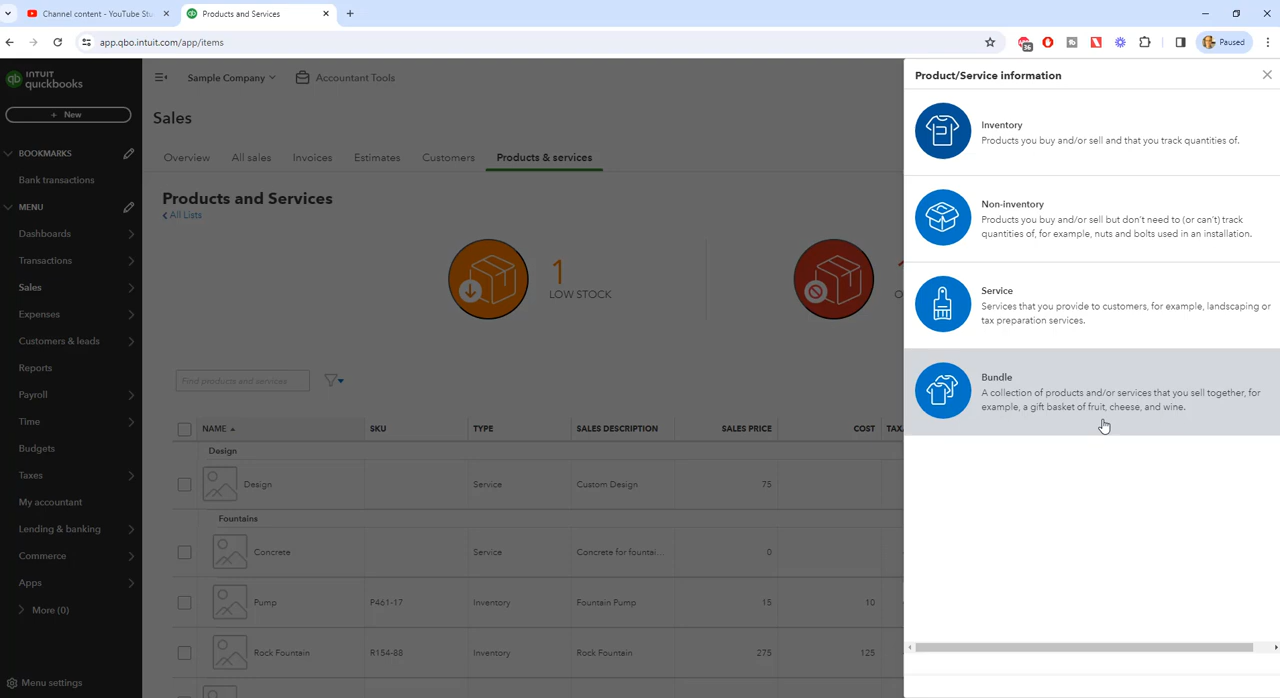 Channel content - YouTube Stu
Products and Services
app.qbo.intuit.com/app/items
36
Paused
INTUIT
quickbooks
Sample Company
Accountant Tools
+ New
BOOKMARKS
Bank transactions
MENU
Dashboards
Transactions
Sales
Expenses
Customers & leads
Reports
Payroll
Time
Budgets
Taxes
My accountant
Lending & banking
Commerce
Apps
More (0)
Menu settings
Sales
Overview
All sales
Invoices
Estimates
Customers
Products & services
Products and Services
All Lists
1
LOW STOCK
Find products and services
NAME SKU TYPE SALES DESCRIPTION SALES PRICE COST TAX
Design
Design Service Custom Design 75
Fountains
Concrete Service Concrete for fountai... 0
Pump P461-17 Inventory Fountain Pump 15 10
Rock Fountain R154-88 Inventory Rock Fountain 275 125
Product/Service information
Inventory
Products you buy and/or sell and that you track quantities of.
Non-inventory
Products you buy and/or sell but don't need to (or can't) track
quantities of, for example, nuts and bolts used in an installation.
Service
Services that you provide to customers, for example, landscaping or
tax preparation services.
Bundle
A collection of products and/or services that you sell together, for
example, a gift basket of fruit, cheese, and wine.